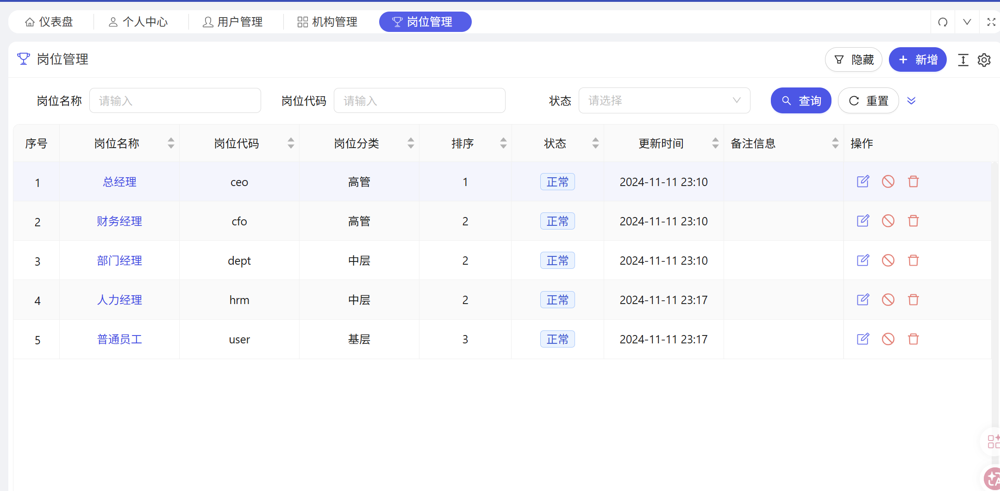 仪表盘 个人中心 用户管理 机构管理 岗位管理
岗位管理 隐藏 新增
岗位名称 请输入 岗位代码 请输入 状态 请选择 查询 重置
序号 岗位名称 岗位代码 岗位分类 排序 状态 更新时间 备注信息 操作
1 总经理 ceo 高管 1 正常 2024-11-11 23:10
2 财务经理 cfo 高管 2 正常 2024-11-11 23:10
3 部门经理 dept 中层 2 正常 2024-11-11 23:10
4 人力经理 hrm 中层 2 正常 2024-11-11 23:17
5 普通员工 user 基层 3 正常 2024-11-11 23:17